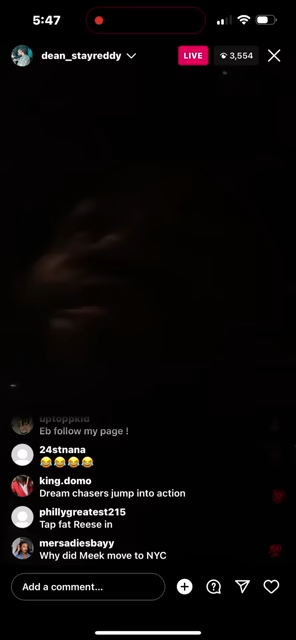 5:47
dean_stayreddy
LIVE
3,554
uptoppkid
Eb follow my page !
24stnana
😂😂😂😂
king.domo
Dream chasers jump into action
phillygreatest215
Tap fat Reese in
mersadiesbayy
Why did Meek move to NYC
Add a comment...